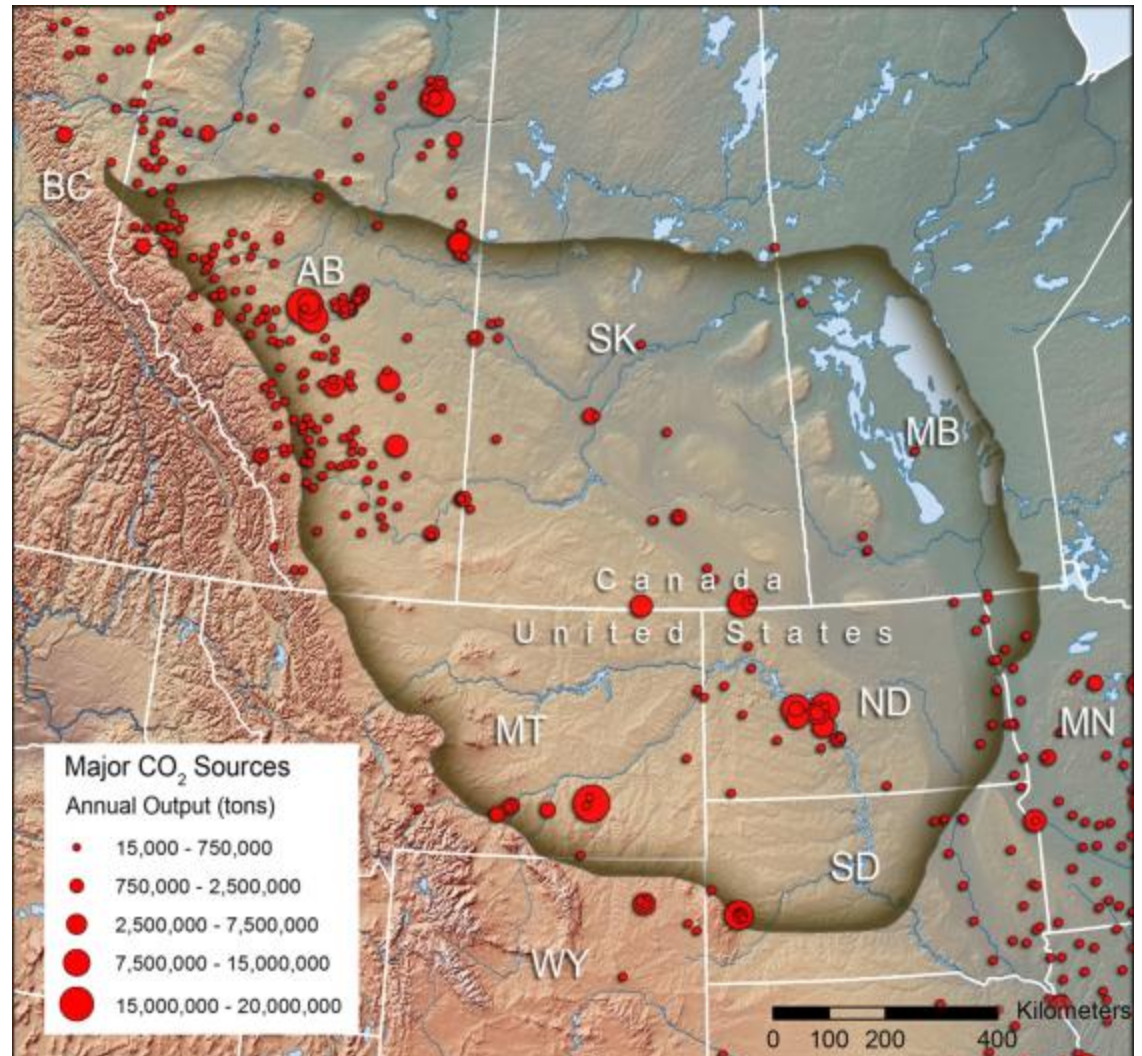 BC
AB
SK
MB
Canada
United States
MT
ND
MN
SD
WY
Major CO₂ Sources
Annual Output (tons)
15,000 - 750,000
750,000 - 2,500,000
2,500,000 - 7,500,000
7,500,000 - 15,000,000
15,000,000 - 20,000,000
Kilometers
0 100 200 400